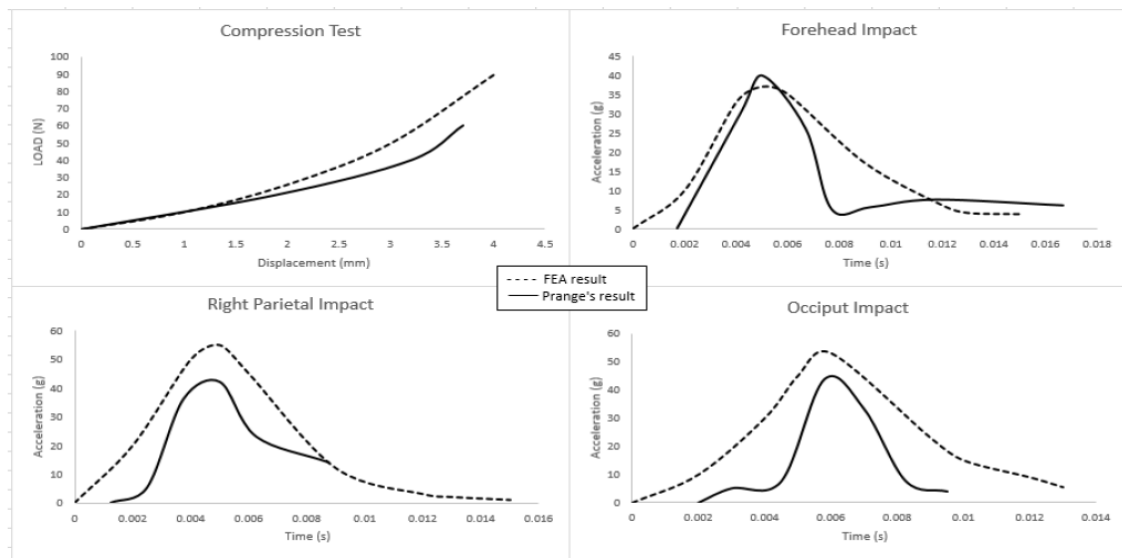 Compression Test
100
90
80
70
60
50
40
30
20
10
0
LOAD (N)
0 0.5 1 1.5 2 2.5 3 3.5 4 4.5
Displacement (mm)
Forehead Impact
45
40
35
30
25
20
15
10
5
0
Acceleration (g)
0 0.002 0.004 0.006 0.008 0.01 0.012 0.014 0.016 0.018
Time (s)
FEA result
Prange's result
Right Parietal Impact
60
50
40
30
20
10
0
Acceleration (g)
0 0.002 0.004 0.006 0.008 0.01 0.012 0.014 0.016
Time (s)
Occiput Impact
60
50
40
30
20
10
0
Acceleration (g)
0 0.002 0.004 0.006 0.008 0.01 0.012 0.014
Time (s)